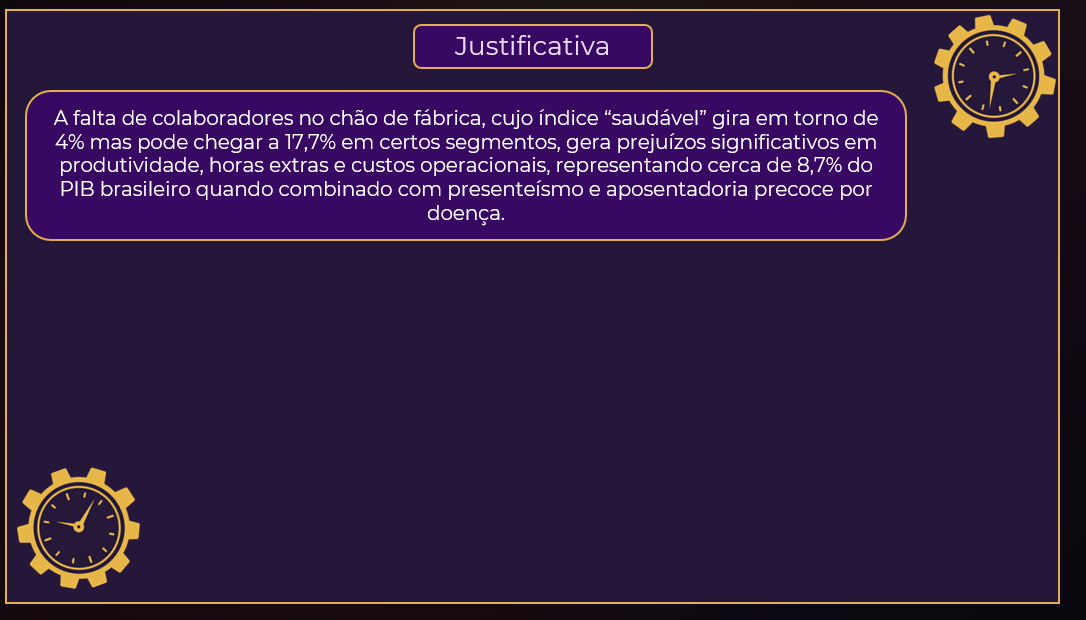 Justificativa
A falta de colaboradores no chão de fábrica, cujo índice “saudável” gira em torno de
4% mas pode chegar a 17,7% em certos segmentos, gera prejuízos significativos em
produtividade, horas extras e custos operacionais, representando cerca de 8,7% do
PIB brasileiro quando combinado com presenteísmo e aposentadoria precoce por
doença.